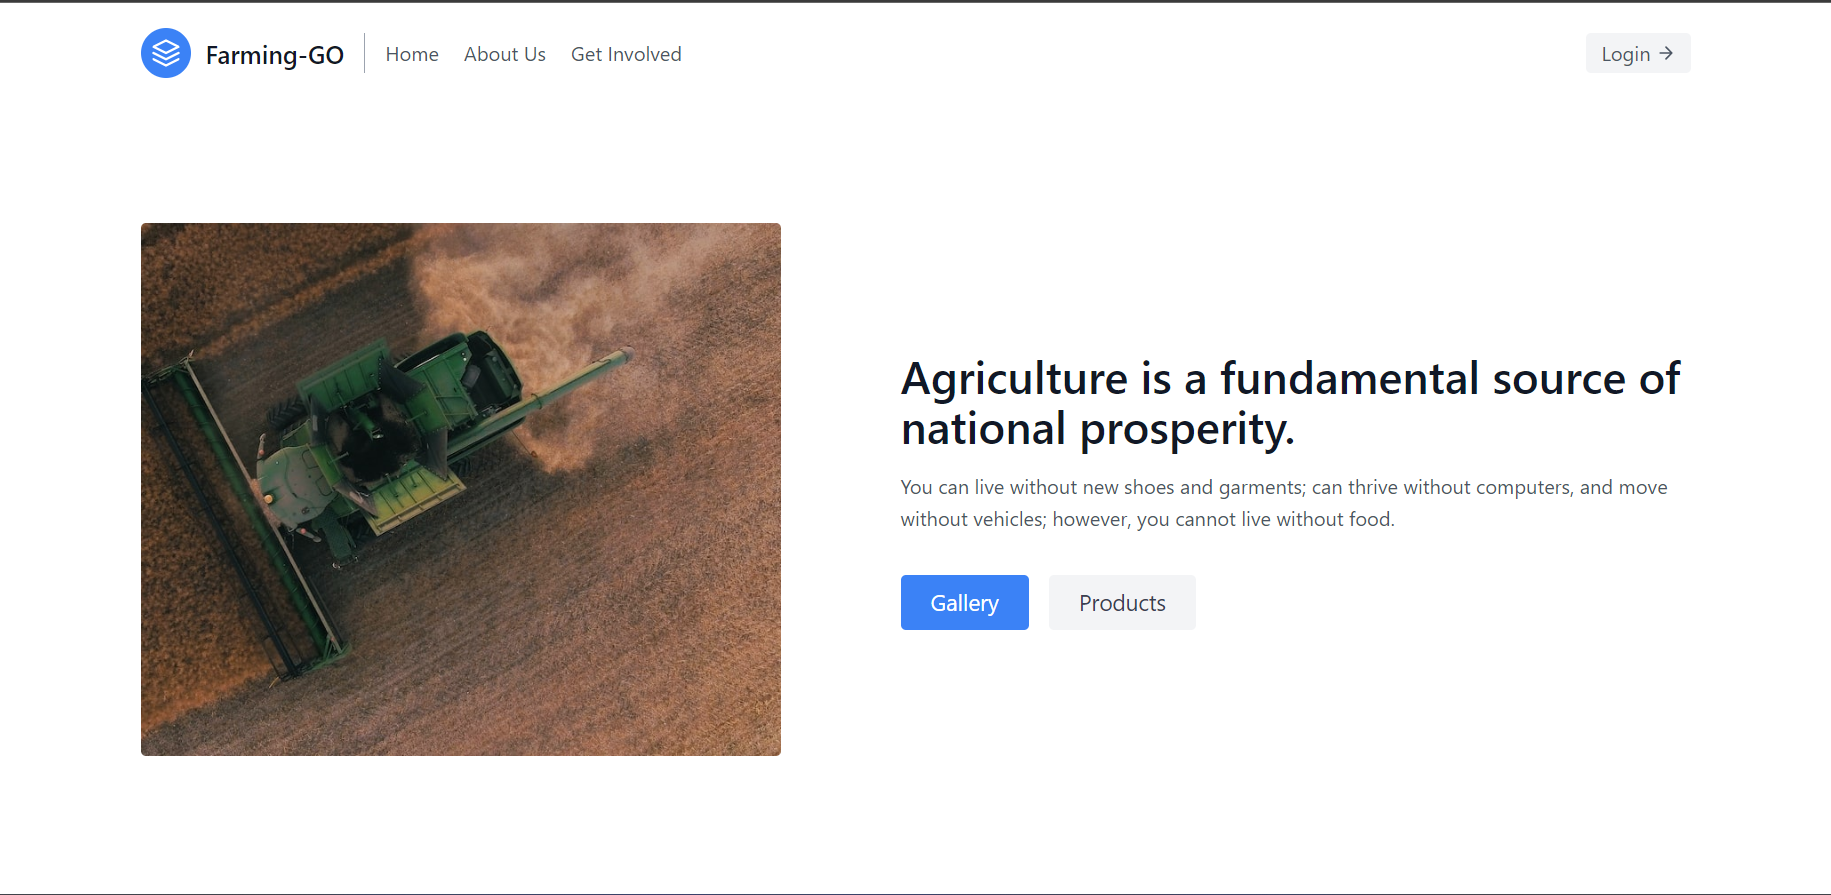 Farming-GO
Home
About Us
Get Involved
Login →
Agriculture is a fundamental source of
national prosperity.
You can live without new shoes and garments; can thrive without computers, and move
without vehicles; however, you cannot live without food.
Gallery
Products